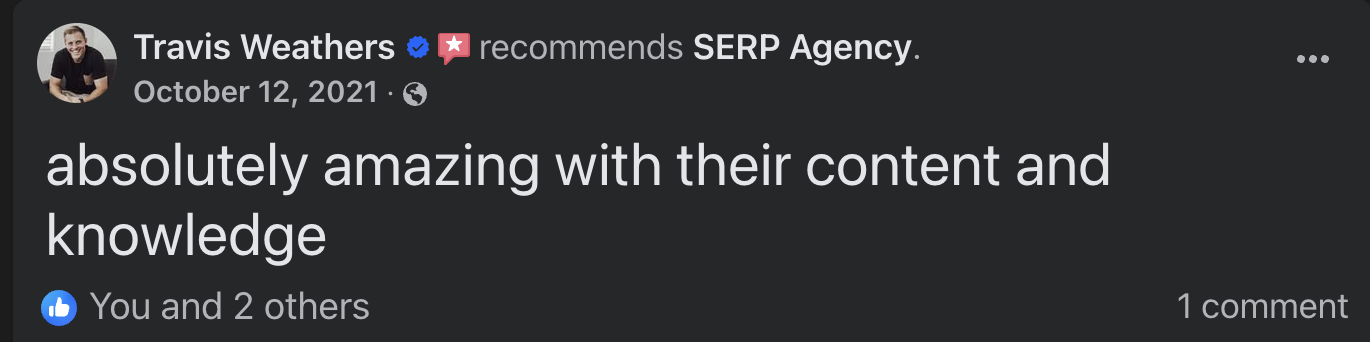 Travis Weathers recommends SERP Agency.
October 12, 2021 ·
absolutely amazing with their content and
knowledge
You and 2 others
1 comment